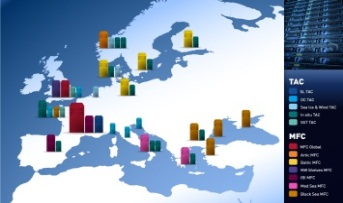 TAC
SL TAC
OC TAC
Sea Ice & Wind TAC
In situ TAC
SST TAC
MFC
MFC Global
Arctic MFC
Baltic MFC
NW Shelves MFC
IBI MFC
Med Sea MFC
Black Sea MFC